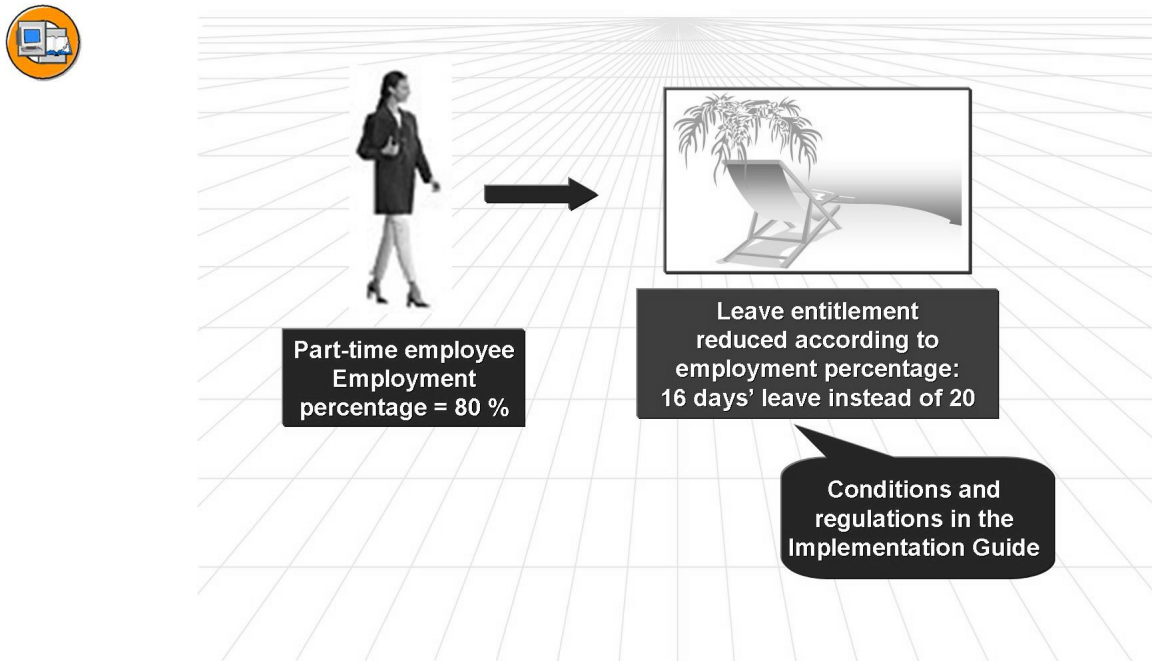 Part-time employee
Employment
percentage = 80 %
Leave entitlement
reduced according to
employment percentage:
16 days’ leave instead of 20
Conditions and
regulations in the
Implementation Guide